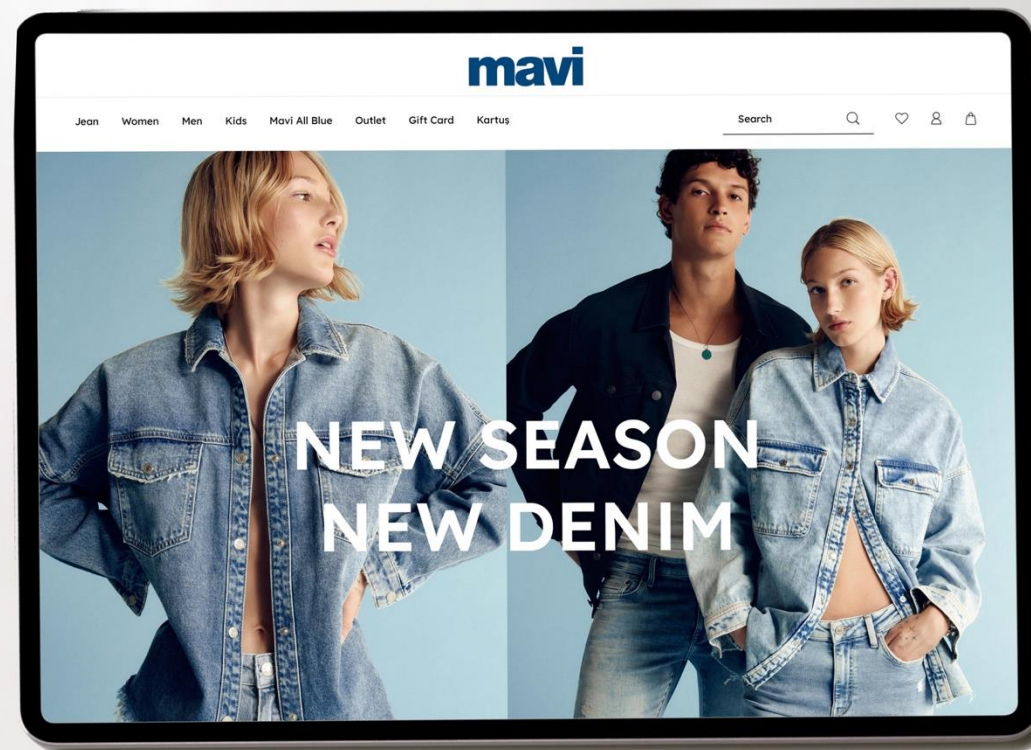 mavi
Jean Women Men Kids Mavi All Blue Outlet Gift Card Kartuş Search
NEW SEASON
NEW DENIM